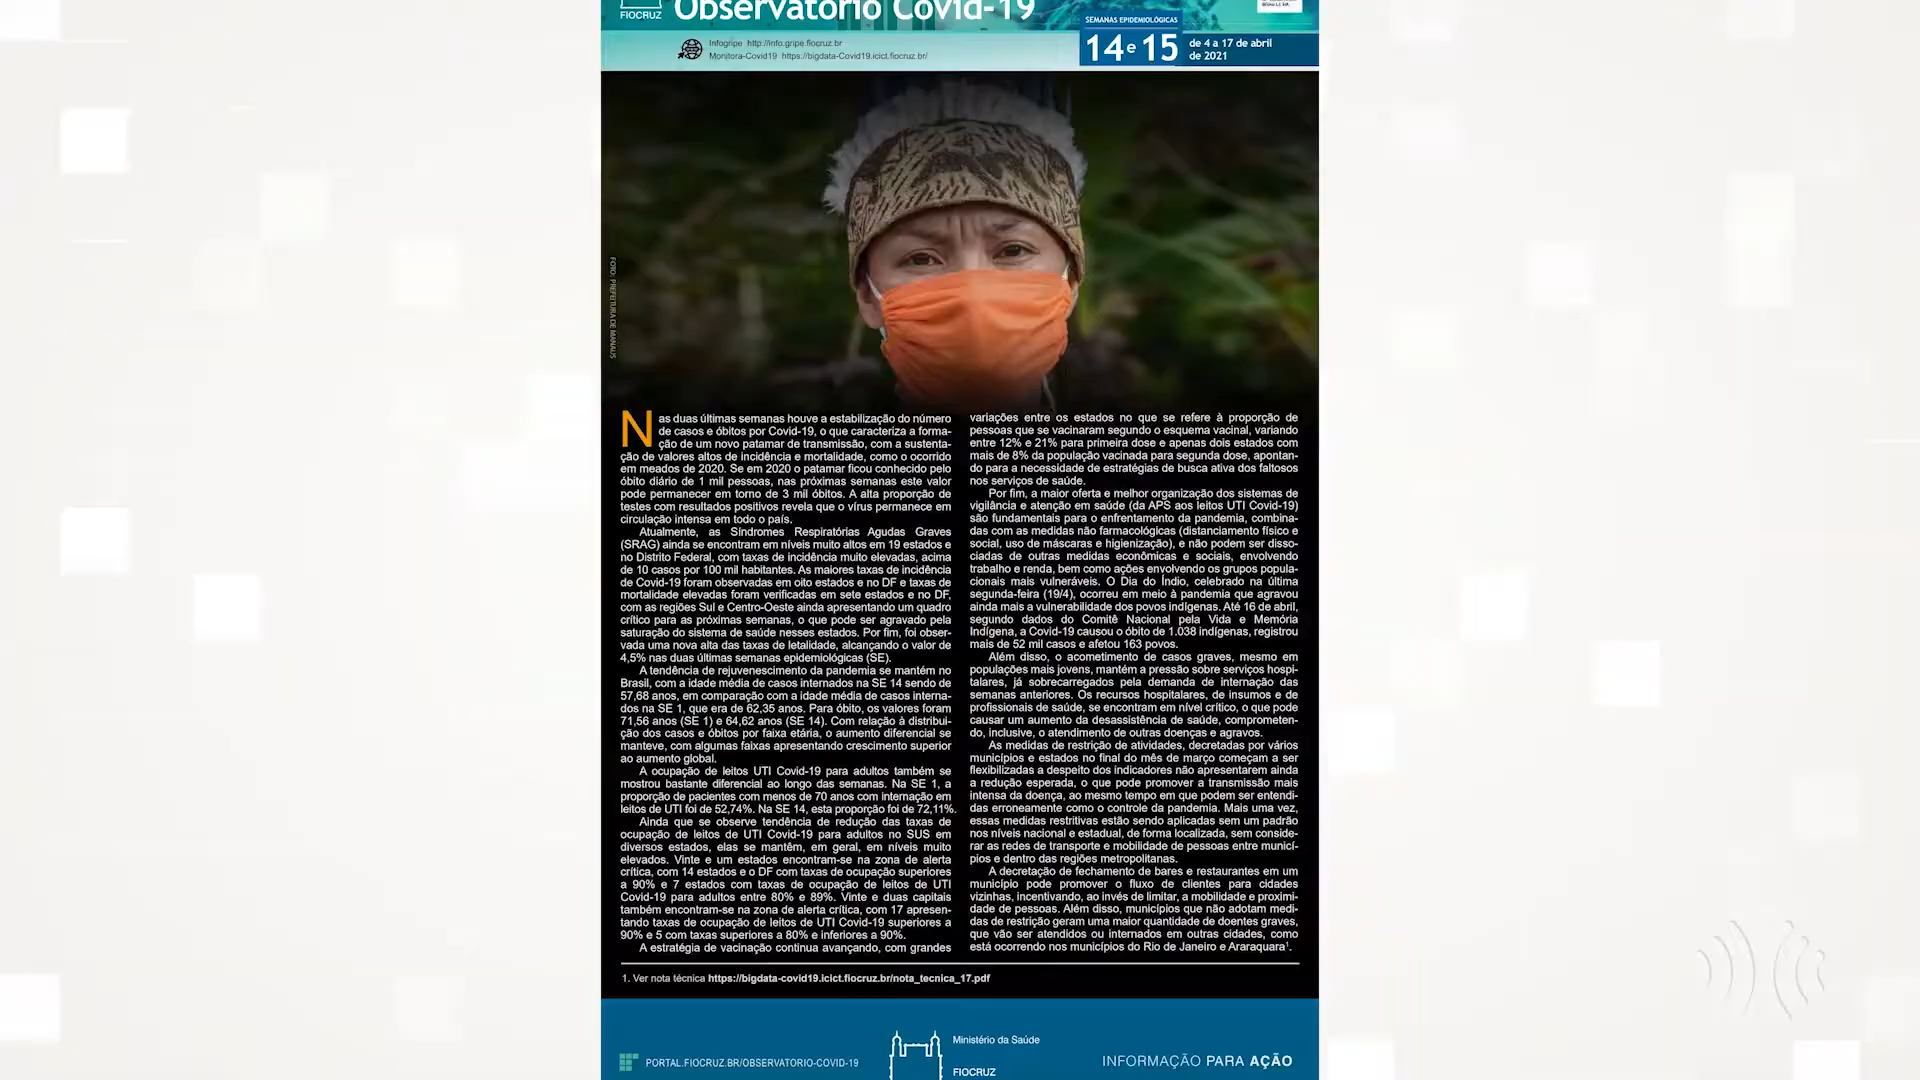 FIOCRUZ
Observatório Covid-19
Infogripe http://info.gripe.fiocruz.br
Monitora-Covid19 https://bigdata-Covid19.icict.fiocruz.br/
SEMANAS EPIDEMIOLÓGICAS
14 e 15
de 4 a 17 de abril
de 2021
FOTO: PREFEITURA DE MANAUS
Nas duas últimas semanas houve a estabilização do número
de casos e óbitos por Covid-19, o que caracteriza a forma-
ção de um novo patamar de transmissão, com a sustenta-
ção de valores altos de incidência e mortalidade, como o ocorrido
em meados de 2020. Se em 2020 o patamar ficou conhecido pelo
óbito diário de 1 mil pessoas, nas próximas semanas este valor
pode permanecer em torno de 3 mil óbitos. A alta proporção de
testes com resultados positivos revela que o vírus permanece em
circulação intensa em todo o país.
Atualmente, as Síndromes Respiratórias Agudas Graves
(SRAG) ainda se encontram em níveis muito altos em 19 estados e
no Distrito Federal, com taxas de incidência muito elevadas, acima
de 10 casos por 100 mil habitantes. As maiores taxas de incidência
de Covid-19 foram observadas em oito estados e no DF e taxas de
mortalidade elevadas foram verificadas em sete estados e no DF,
com as regiões Sul e Centro-Oeste ainda apresentando um quadro
crítico para as próximas semanas, o que pode ser agravado pela
saturação do sistema de saúde nesses estados. Por fim, foi obser-
vada uma nova alta das taxas de letalidade, alcançando o valor de
4,5% nas duas últimas semanas epidemiológicas (SE).
A tendência de rejuvenescimento da pandemia se mantém no
Brasil, com a idade média de casos internados na SE 14 sendo de
57,68 anos, em comparação com a idade média de casos interna-
dos na SE 1, que era de 62,35 anos. Para óbito, os valores foram
71,56 anos (SE 1) e 64,62 anos (SE 14). Com relação à distribui-
ção dos casos e óbitos por faixa etária, o aumento diferencial se
manteve, com algumas faixas apresentando crescimento superior
ao aumento global.
A ocupação de leitos UTI Covid-19 para adultos também se
mostrou bastante diferencial ao longo das semanas. Na SE 1, a
proporção de pacientes com menos de 70 anos com internação em
leitos de UTI foi de 52,74%. Na SE 14, esta proporção foi de 72,11%.
Ainda que se observe tendência de redução das taxas de
ocupação de leitos de UTI Covid-19 para adultos no SUS em
diversos estados, elas se mantêm, em geral, em níveis muito
elevados. Vinte e um estados encontram-se na zona de alerta
crítica, com 14 estados e o DF com taxas de ocupação superiores
a 90% e 7 estados com taxas de ocupação de leitos de UTI
Covid-19 para adultos entre 80% e 89%. Vinte e duas capitais
também encontram-se na zona de alerta crítica, com 17 apresen-
tando taxas de ocupação de leitos de UTI Covid-19 superiores a
90% e 5 com taxas superiores a 80% e inferiores a 90%.
A estratégia de vacinação continua avançando, com grandes
variações entre os estados no que se refere à proporção de
pessoas que se vacinaram segundo o esquema vacinal, variando
entre 12% e 21% para primeira dose e apenas dois estados com
mais de 8% da população vacinada para segunda dose, apontan-
do para a necessidade de estratégias de busca ativa dos faltosos
nos serviços de saúde.
Por fim, a maior oferta e melhor organização dos sistemas de
vigilância e atenção em saúde (da APS aos leitos UTI Covid-19)
são fundamentais para o enfrentamento da pandemia, combina-
das com as medidas não farmacológicas (distanciamento físico e
social, uso de máscaras e higienização), e não podem ser disso-
ciadas de outras medidas econômicas e sociais, envolvendo
trabalho e renda, bem como ações envolvendo os grupos popula-
cionais mais vulneráveis. O Dia do Índio, celebrado na última
segunda-feira (19/4), ocorreu em meio à pandemia que agravou
ainda mais a vulnerabilidade dos povos indígenas. Até 16 de abril,
segundo dados do Comitê Nacional pela Vida e Memória
Indígena, a Covid-19 causou o óbito de 1.038 indígenas, registrou
mais de 52 mil casos e afetou 163 povos.
Além disso, o acometimento de casos graves, mesmo em
populações mais jovens, mantém a pressão sobre serviços hospi-
talares, já sobrecarregados pela demanda de internação das
semanas anteriores. Os recursos hospitalares, de insumos e de
profissionais de saúde, se encontram em nível crítico, o que pode
causar um aumento da desassistência de saúde, comprometen-
do, inclusive, o atendimento de outras doenças e agravos.
As medidas de restrição de atividades, decretadas por vários
municípios e estados no final do mês de março começam a ser
flexibilizadas a despeito dos indicadores não apresentarem ainda
a redução esperada, o que pode promover a transmissão mais
intensa da doença, ao mesmo tempo em que podem ser entendi-
das erroneamente como o controle da pandemia. Mais uma vez,
essas medidas restritivas estão sendo aplicadas sem um padrão
nos níveis nacional e estadual, de forma localizada, sem conside-
rar as redes de transporte e mobilidade de pessoas entre municí-
pios e dentro das regiões metropolitanas.
A decretação de fechamento de bares e restaurantes em um
município pode promover o fluxo de clientes para cidades
vizinhas, incentivando, ao invés de limitar, a mobilidade e proximi-
dade de pessoas. Além disso, municípios que não adotam medi-
das de restrição geram uma maior quantidade de doentes graves,
que vão ser atendidos ou internados em outras cidades, como
está ocorrendo nos municípios do Rio de Janeiro e Araraquara¹.
1. Ver nota técnica https://bigdata-covid19.icict.fiocruz.br/nota_tecnica_17.pdf
PORTAL.FIOCRUZ.BR/OBSERVATORIO-COVID-19
Ministério da Saúde
FIOCRUZ
INFORMAÇÃO PARA AÇÃO